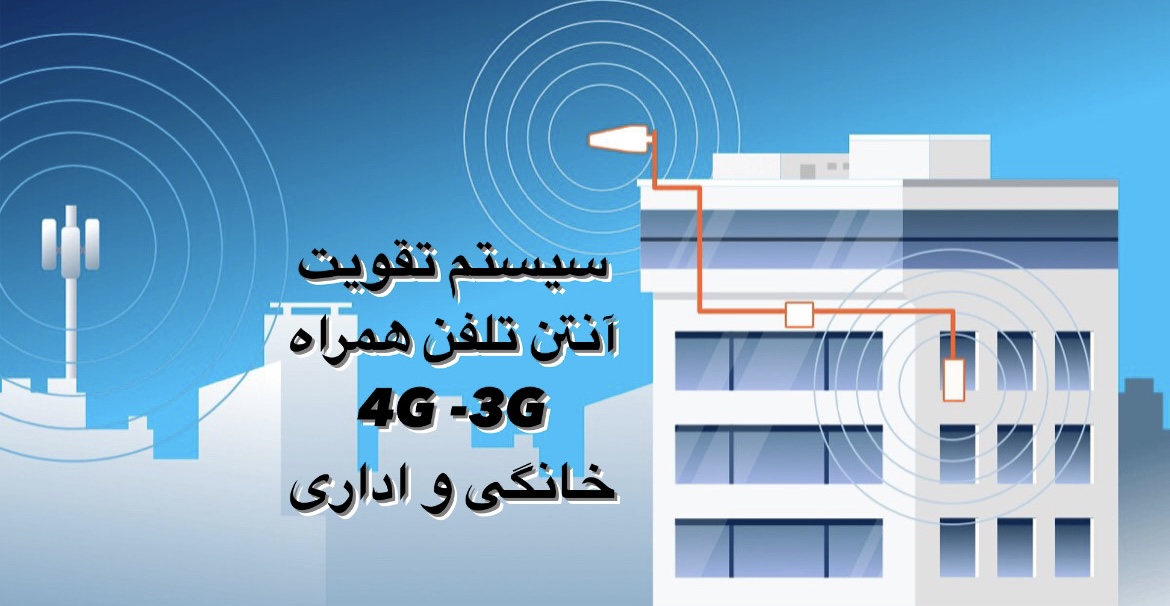 سیستم تقویت
آنتن تلفن همراه
4G -3G
خانگی و اداری